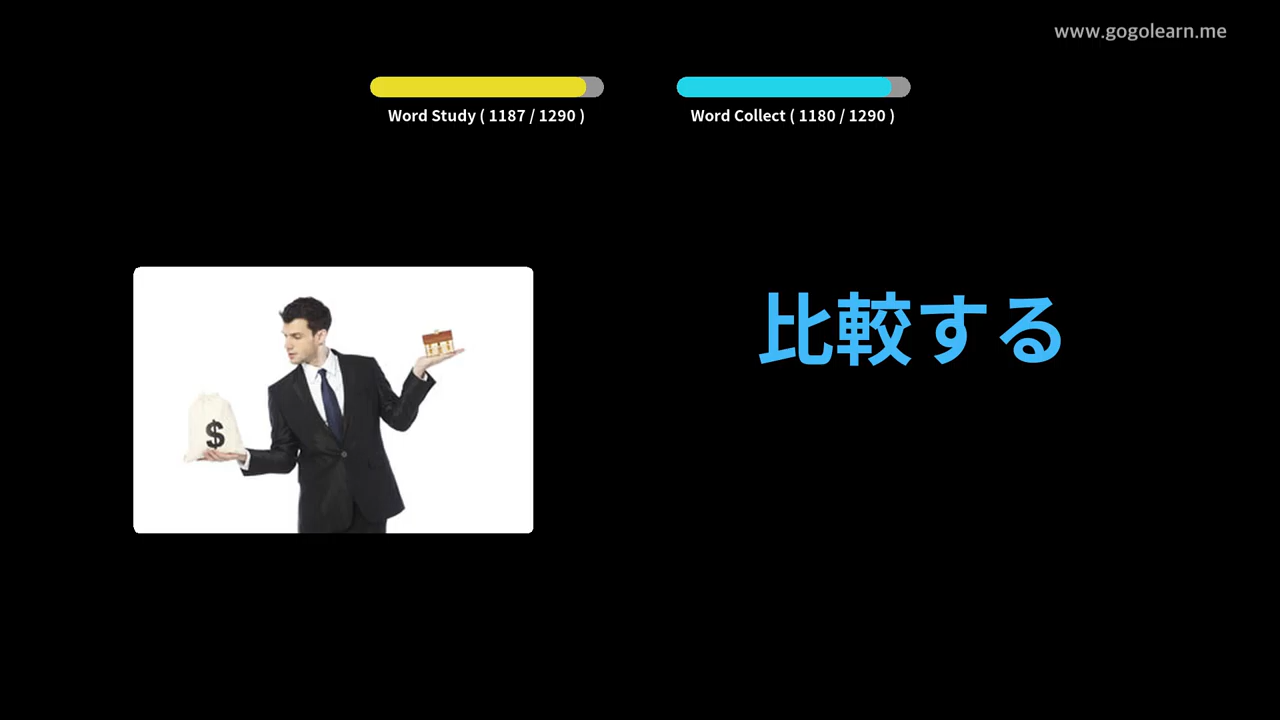 www.gogolearn.me
Word Study ( 1187 / 1290 )
Word Collect ( 1180 / 1290 )
比較する
$